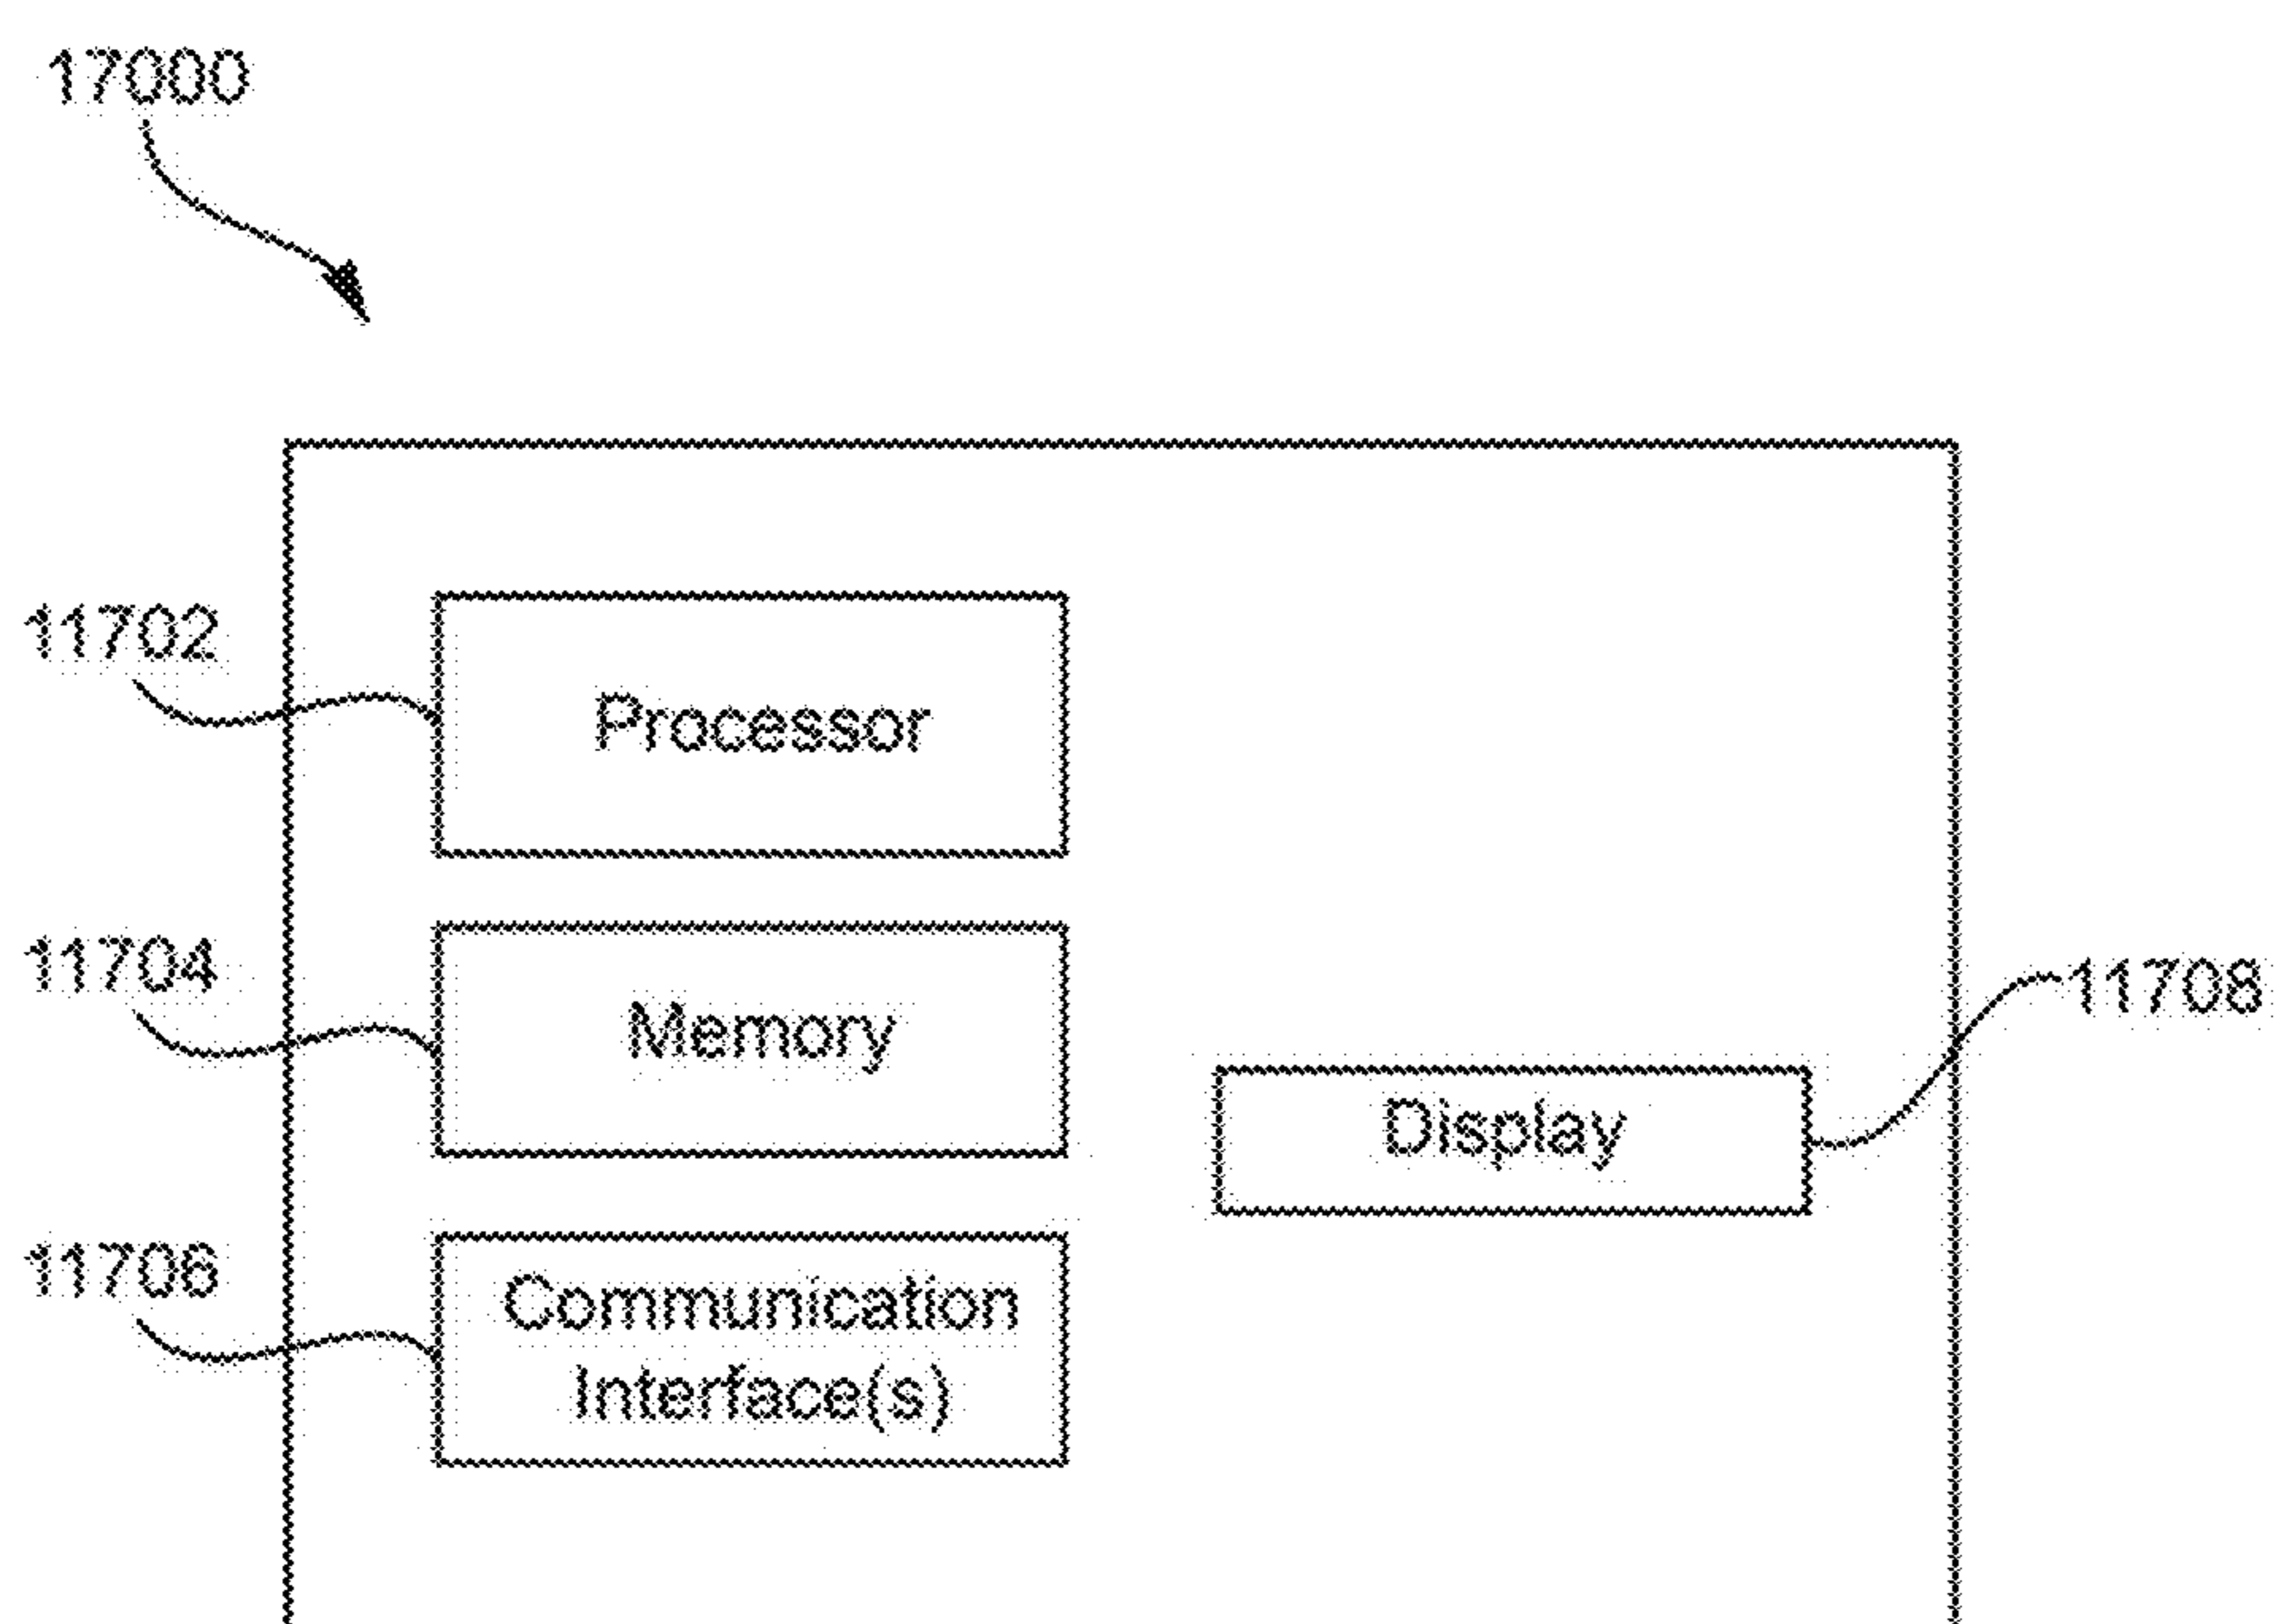 17000
11702
Processor
11704
Memory
11708
Display
11706
Communication
Interface(s)